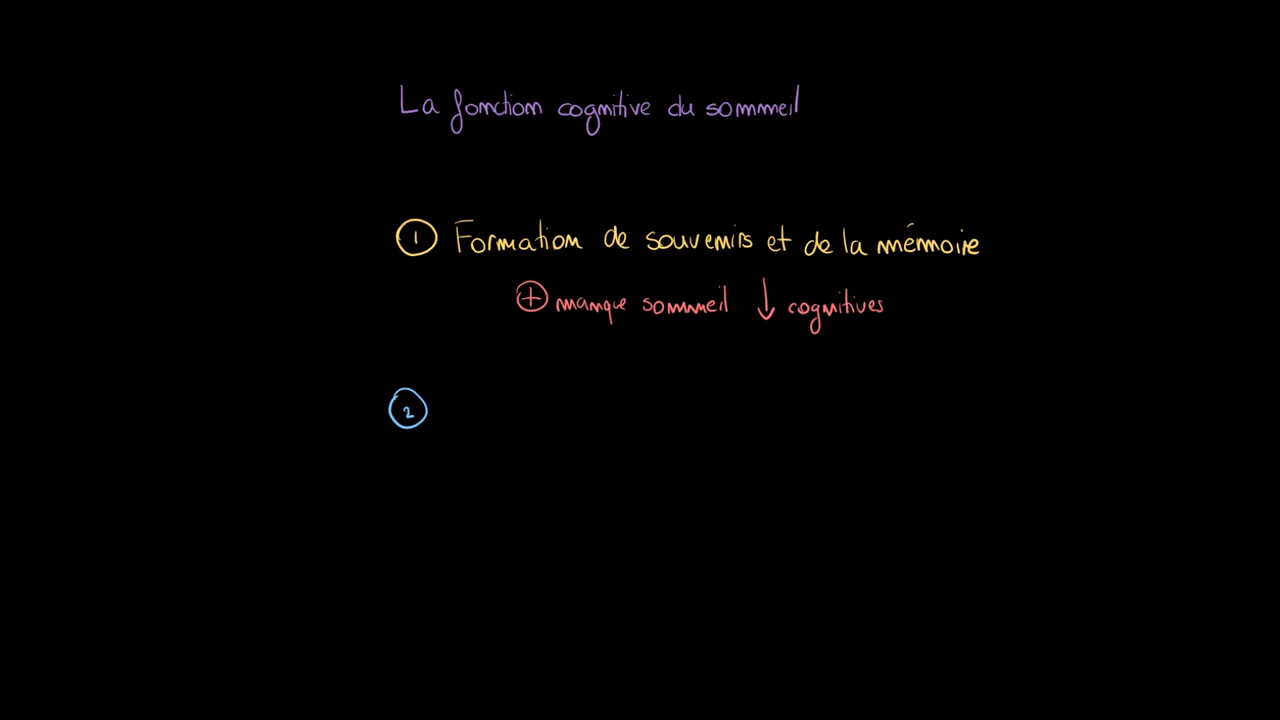 La fonction cognitive du sommeil
① Formation de souvenirs et de la mémoire
⊕ manque sommeil ↓ cognitives
②